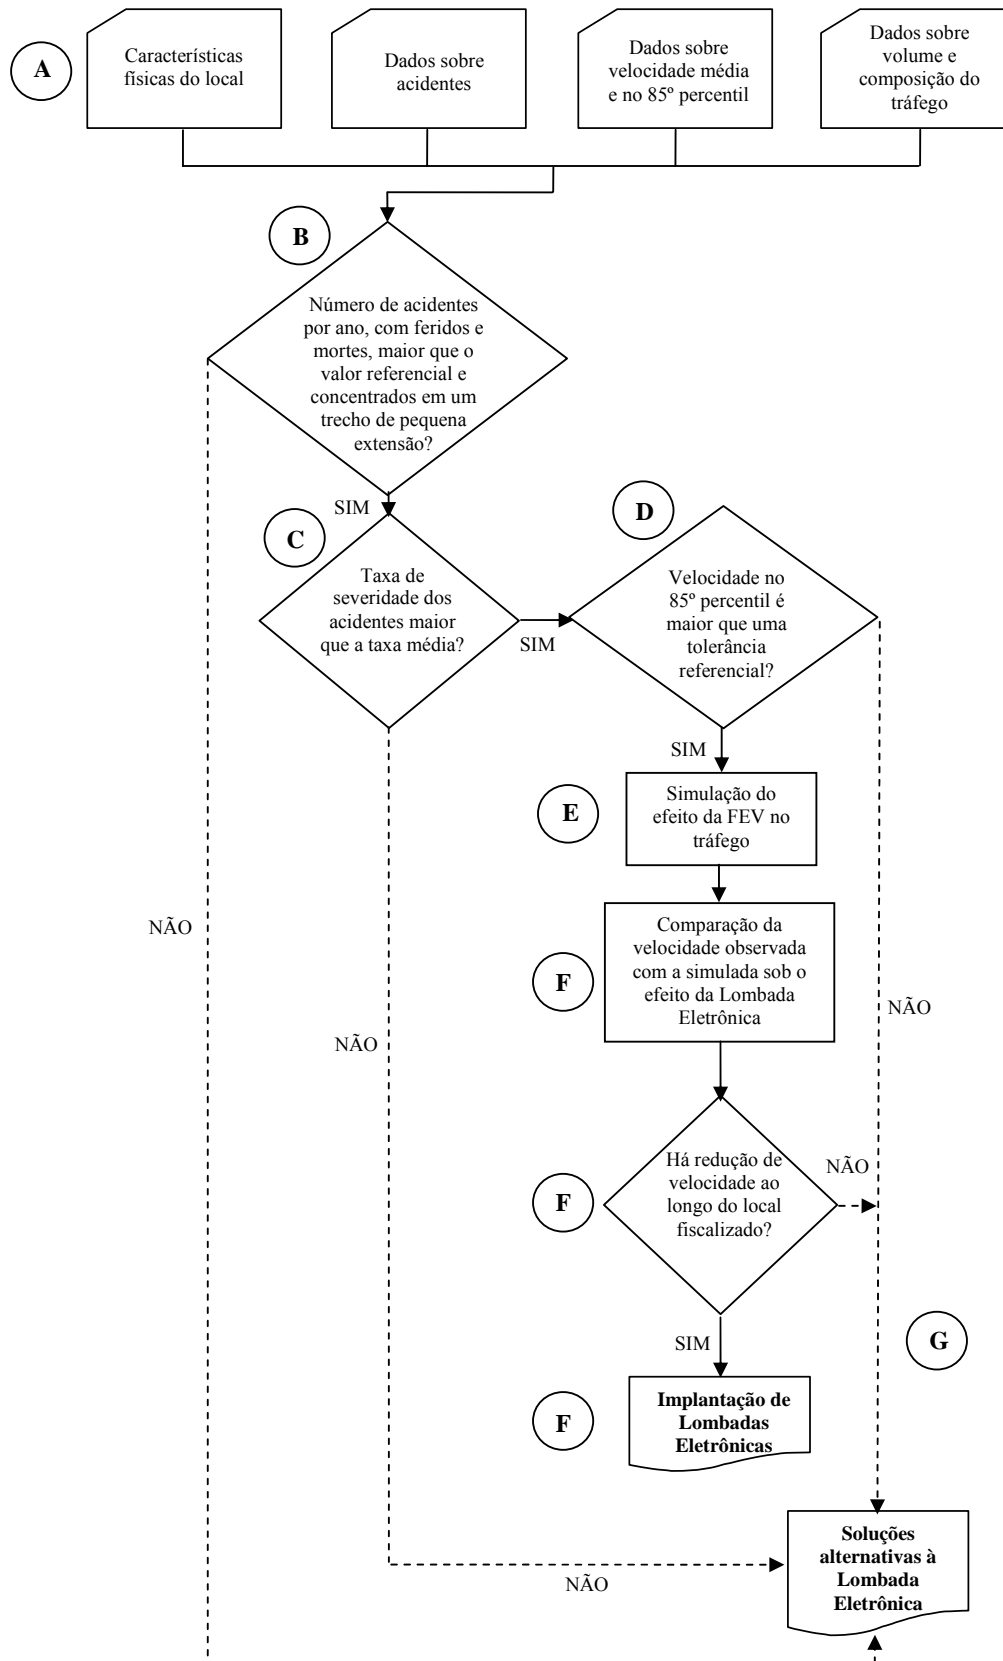 A
Características
físicas do local
Dados sobre
acidentes
Dados sobre
velocidade média
e no 85º percentil
Dados sobre
volume e
composição do
tráfego
B
Número de acidentes
por ano, com feridos e
mortes, maior que o
valor referencial e
concentrados em um
trecho de pequena
extensão?
SIM
C
Taxa de
severidade dos
acidentes maior
que a taxa média?
SIM
D
Velocidade no
85º percentil é
maior que uma
tolerância
referencial?
SIM
E
Simulação do
efeito da FEV no
tráfego
NÃO
F
Comparação da
velocidade observada
com a simulada sob o
efeito da Lombada
Eletrônica
NÃO
NÃO
F
Há redução de
velocidade ao
longo do local
fiscalizado?
NÃO
SIM
G
F
Implantação de
Lombadas
Eletrônicas
Soluções
alternativas à
Lombada
Eletrônica
NÃO